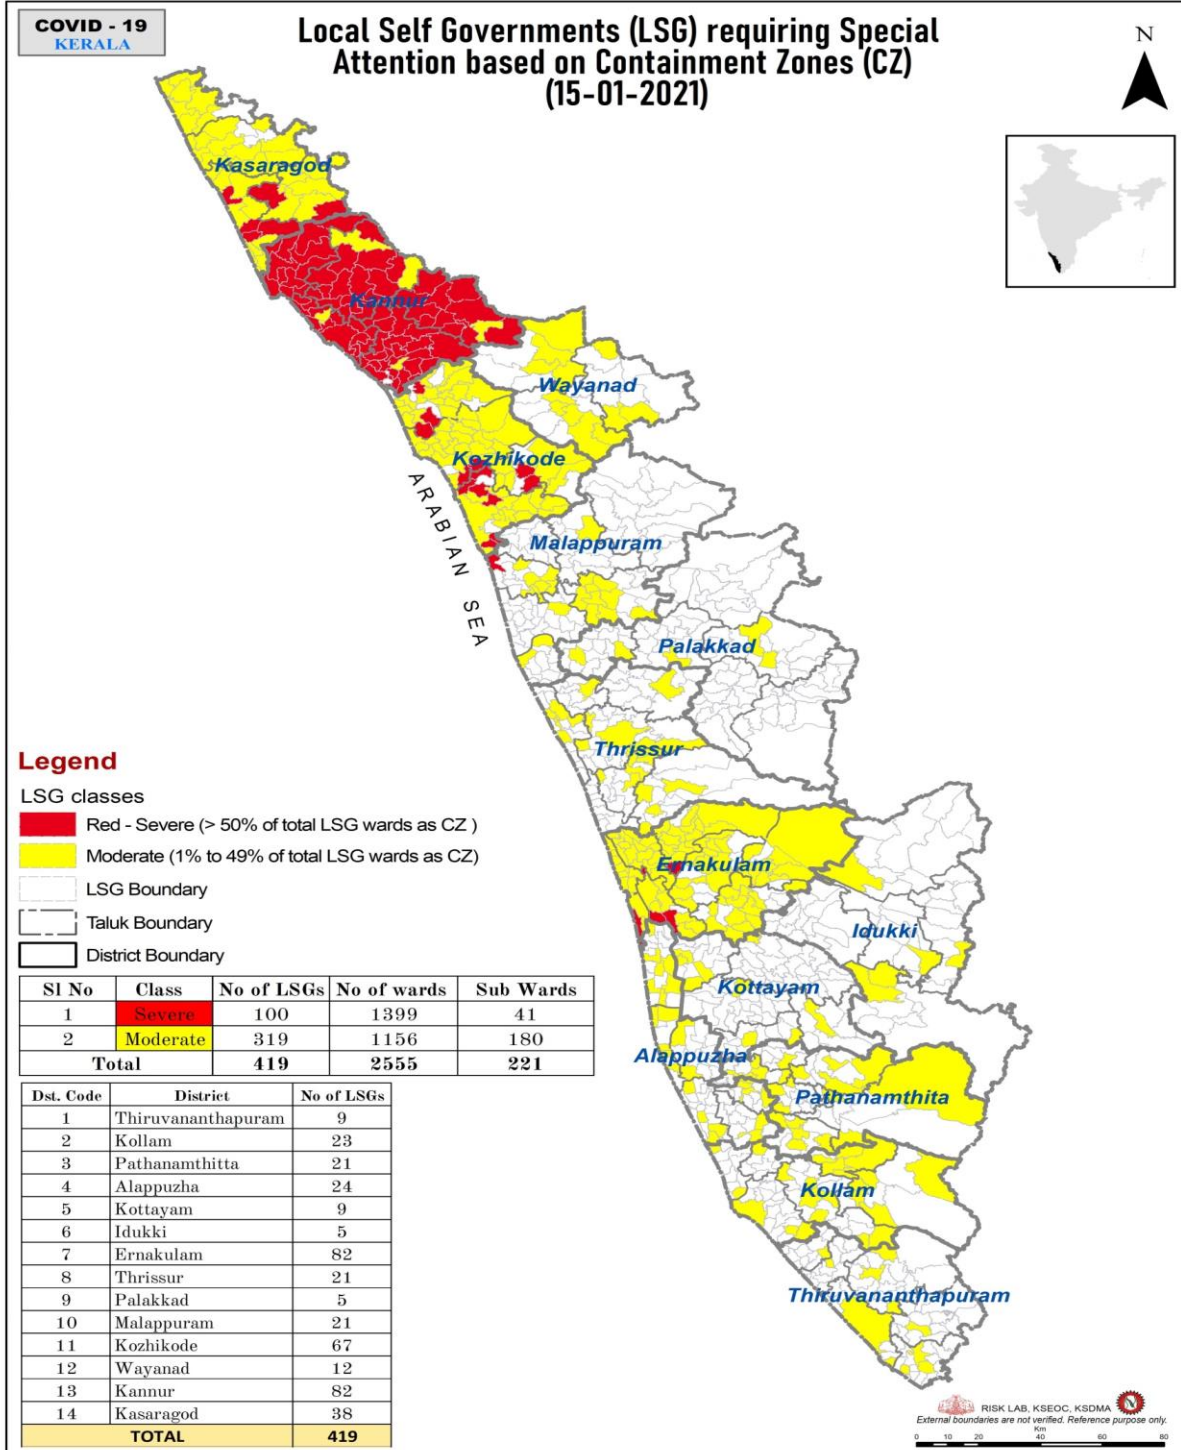 COVID - 19
KERALA
Local Self Governments (LSG) requiring Special
Attention based on Containment Zones (CZ)
(15-01-2021)
N
Kasaragod
Kannur
Wayanad
Kozhikode
ARABIAN SEA
Malappuram
Palakkad
Thrissur
Ernakulam
Idukki
Kottayam
Alappuzha
Pathanamthita
Kollam
Thiruvananthapuram
Legend
LSG classes
Red - Severe (> 50% of total LSG wards as CZ )
Moderate (1% to 49% of total LSG wards as CZ)
LSG Boundary
Taluk Boundary
District Boundary
Sl No Class No of LSGs No of wards Sub Wards
1 Severe 100 1399 41
2 Moderate 319 1156 180
Total 419 2555 221
Dst. Code District No of LSGs
1 Thiruvananthapuram 9
2 Kollam 23
3 Pathanamthitta 21
4 Alappuzha 24
5 Kottayam 9
6 Idukki 5
7 Ernakulam 82
8 Thrissur 21
9 Palakkad 5
10 Malappuram 21
11 Kozhikode 67
12 Wayanad 12
13 Kannur 82
14 Kasaragod 38
TOTAL 419
RISK LAB, KSEOC, KSDMA
External boundaries are not verified. Reference purpose only.
Km
0 10 20 40 60 80